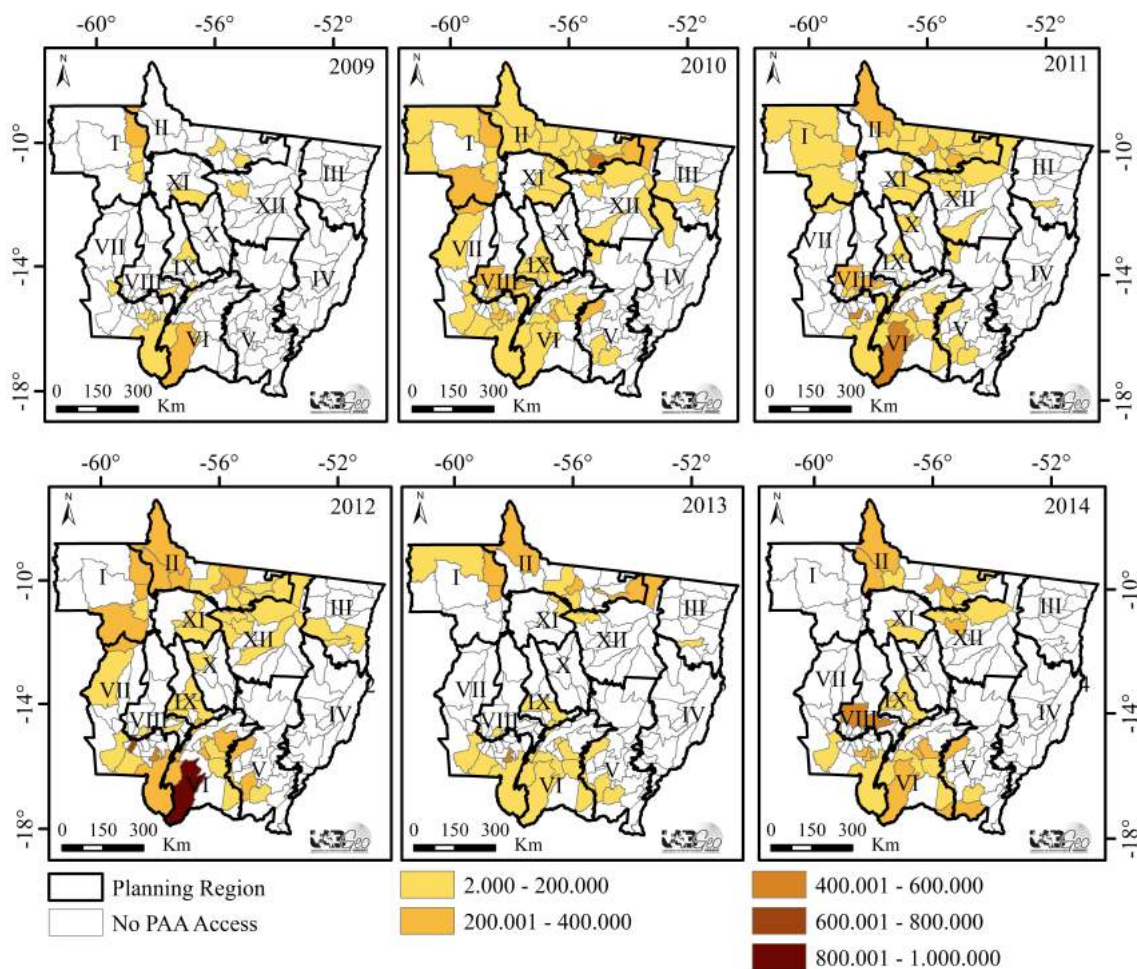 -60° -56° -52° -60° -56° -52° -60° -56° -52°
N 2009 N 2010 N 2011
-10° -10°
I II III XI XII VII X IX VIII IV VI V
I II III XI XII VII X IX VIII IV VI V
I II III XI XII VII X IX VIII IV VI V
-14° -14°
-18° -18°
0 150 300 0 150 300 0 150 300
Km Km Km
Geo Geo Geo
-60° -56° -52° -60° -56° -52° -60° -56° -52°
N 2012 N 2013 N 2014
-10° -10°
I II III XI XII VII X IX VIII IV I V
I II III XI XII VII X IX VIII IV VI V
I II III XI XII VII X IX VIII IV VI V
-14° -14°
-18° -18°
0 150 300 0 150 300 0 150 300
Km Km Km
Geo Geo Geo
Planning Region 2.000 - 200.000 400.001 - 600.000
No PAA Access 200.001 - 400.000 600.001 - 800.000
800.001 - 1.000.000